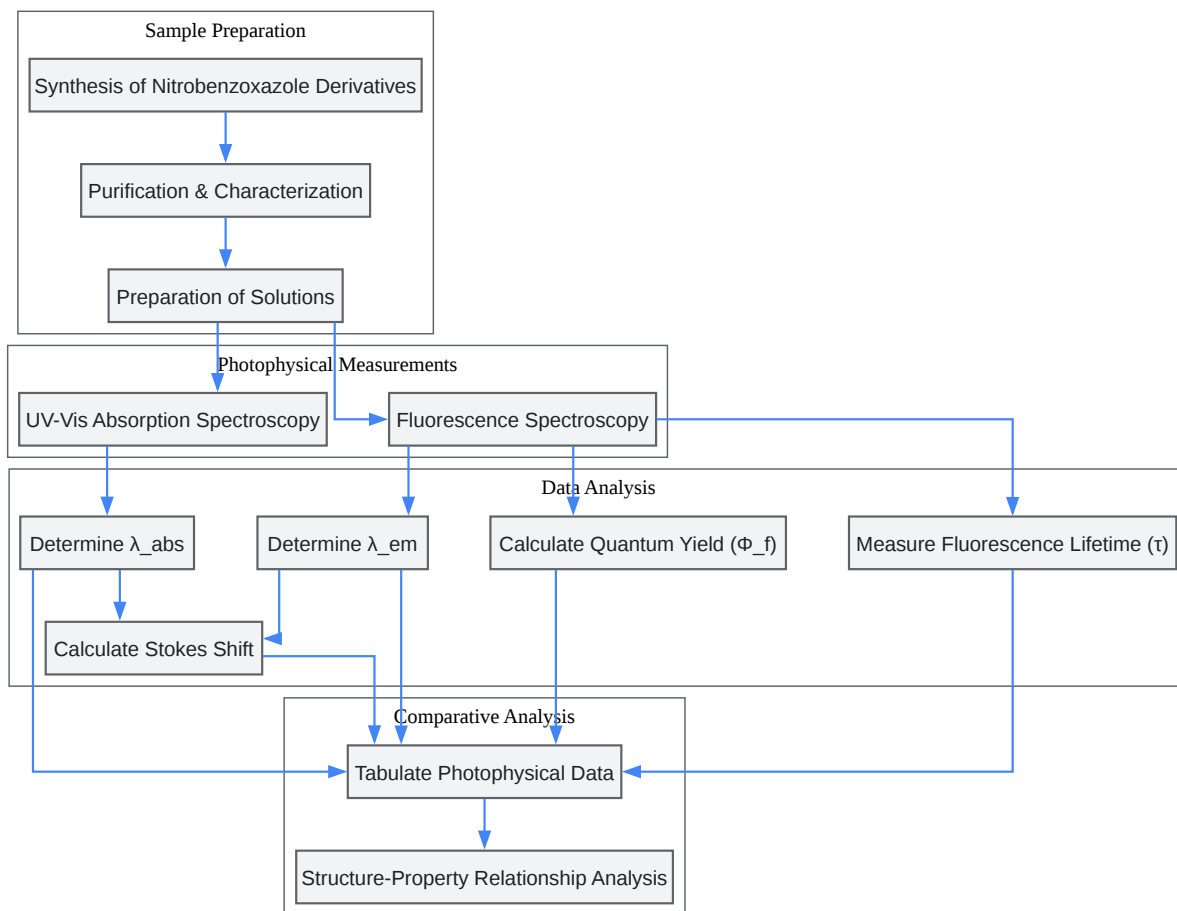 Sample Preparation
Synthesis of Nitrobenzoxazole Derivatives
Purification & Characterization
Preparation of Solutions
Photophysical Measurements
UV-Vis Absorption Spectroscopy
Fluorescence Spectroscopy
Data Analysis
Determine λ_abs
Determine λ_em
Calculate Quantum Yield (Φ_f)
Measure Fluorescence Lifetime (τ)
Calculate Stokes Shift
Comparative Analysis
Tabulate Photophysical Data
Structure-Property Relationship Analysis